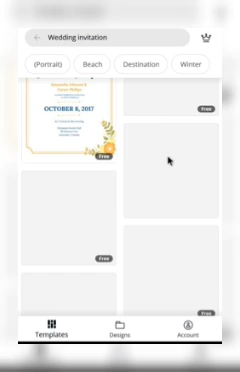 Wedding invitation
(Portrait)
Beach
Destination
Winter
OCTOBER 8, 2017
Free
Free
Free
Free
Templates
Designs
Account